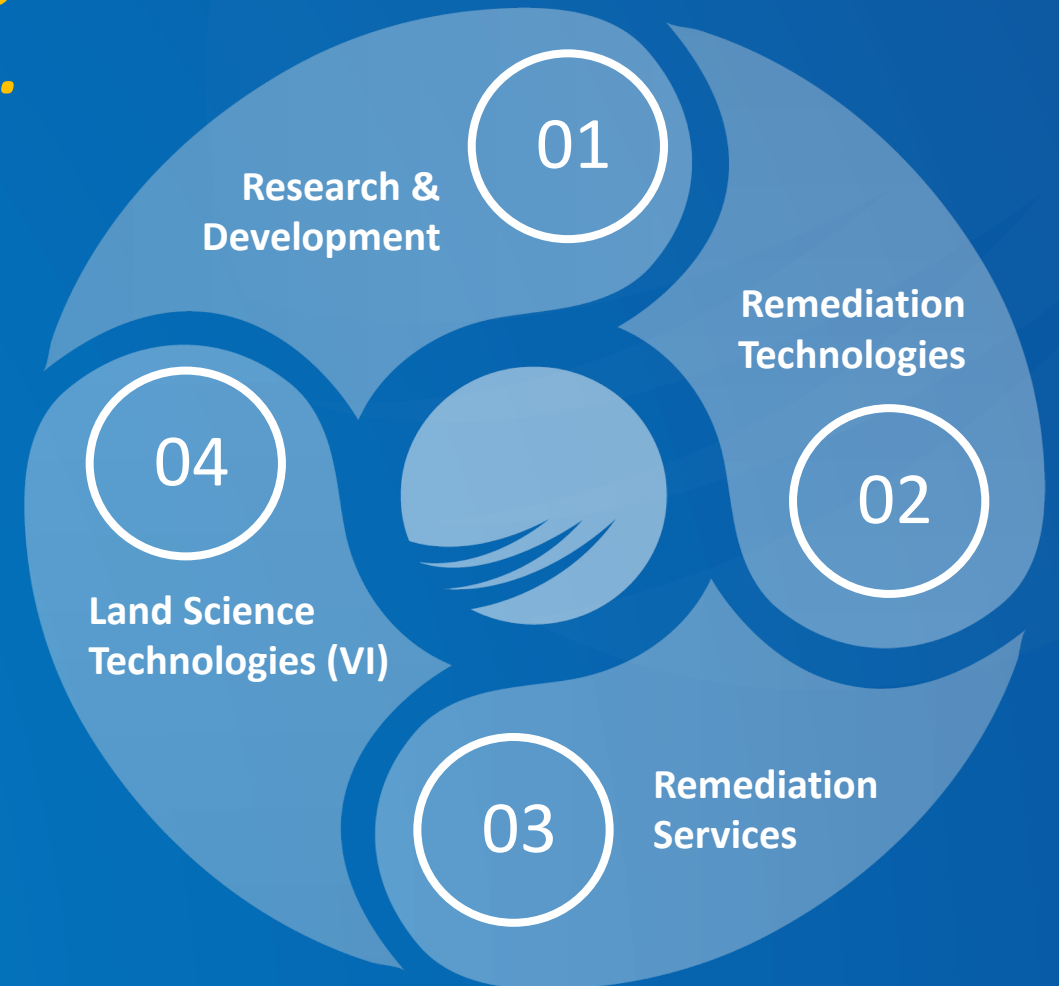 01
Research &
Development
Remediation
Technologies
02
03
Remediation
Services
04
Land Science
Technologies (VI)